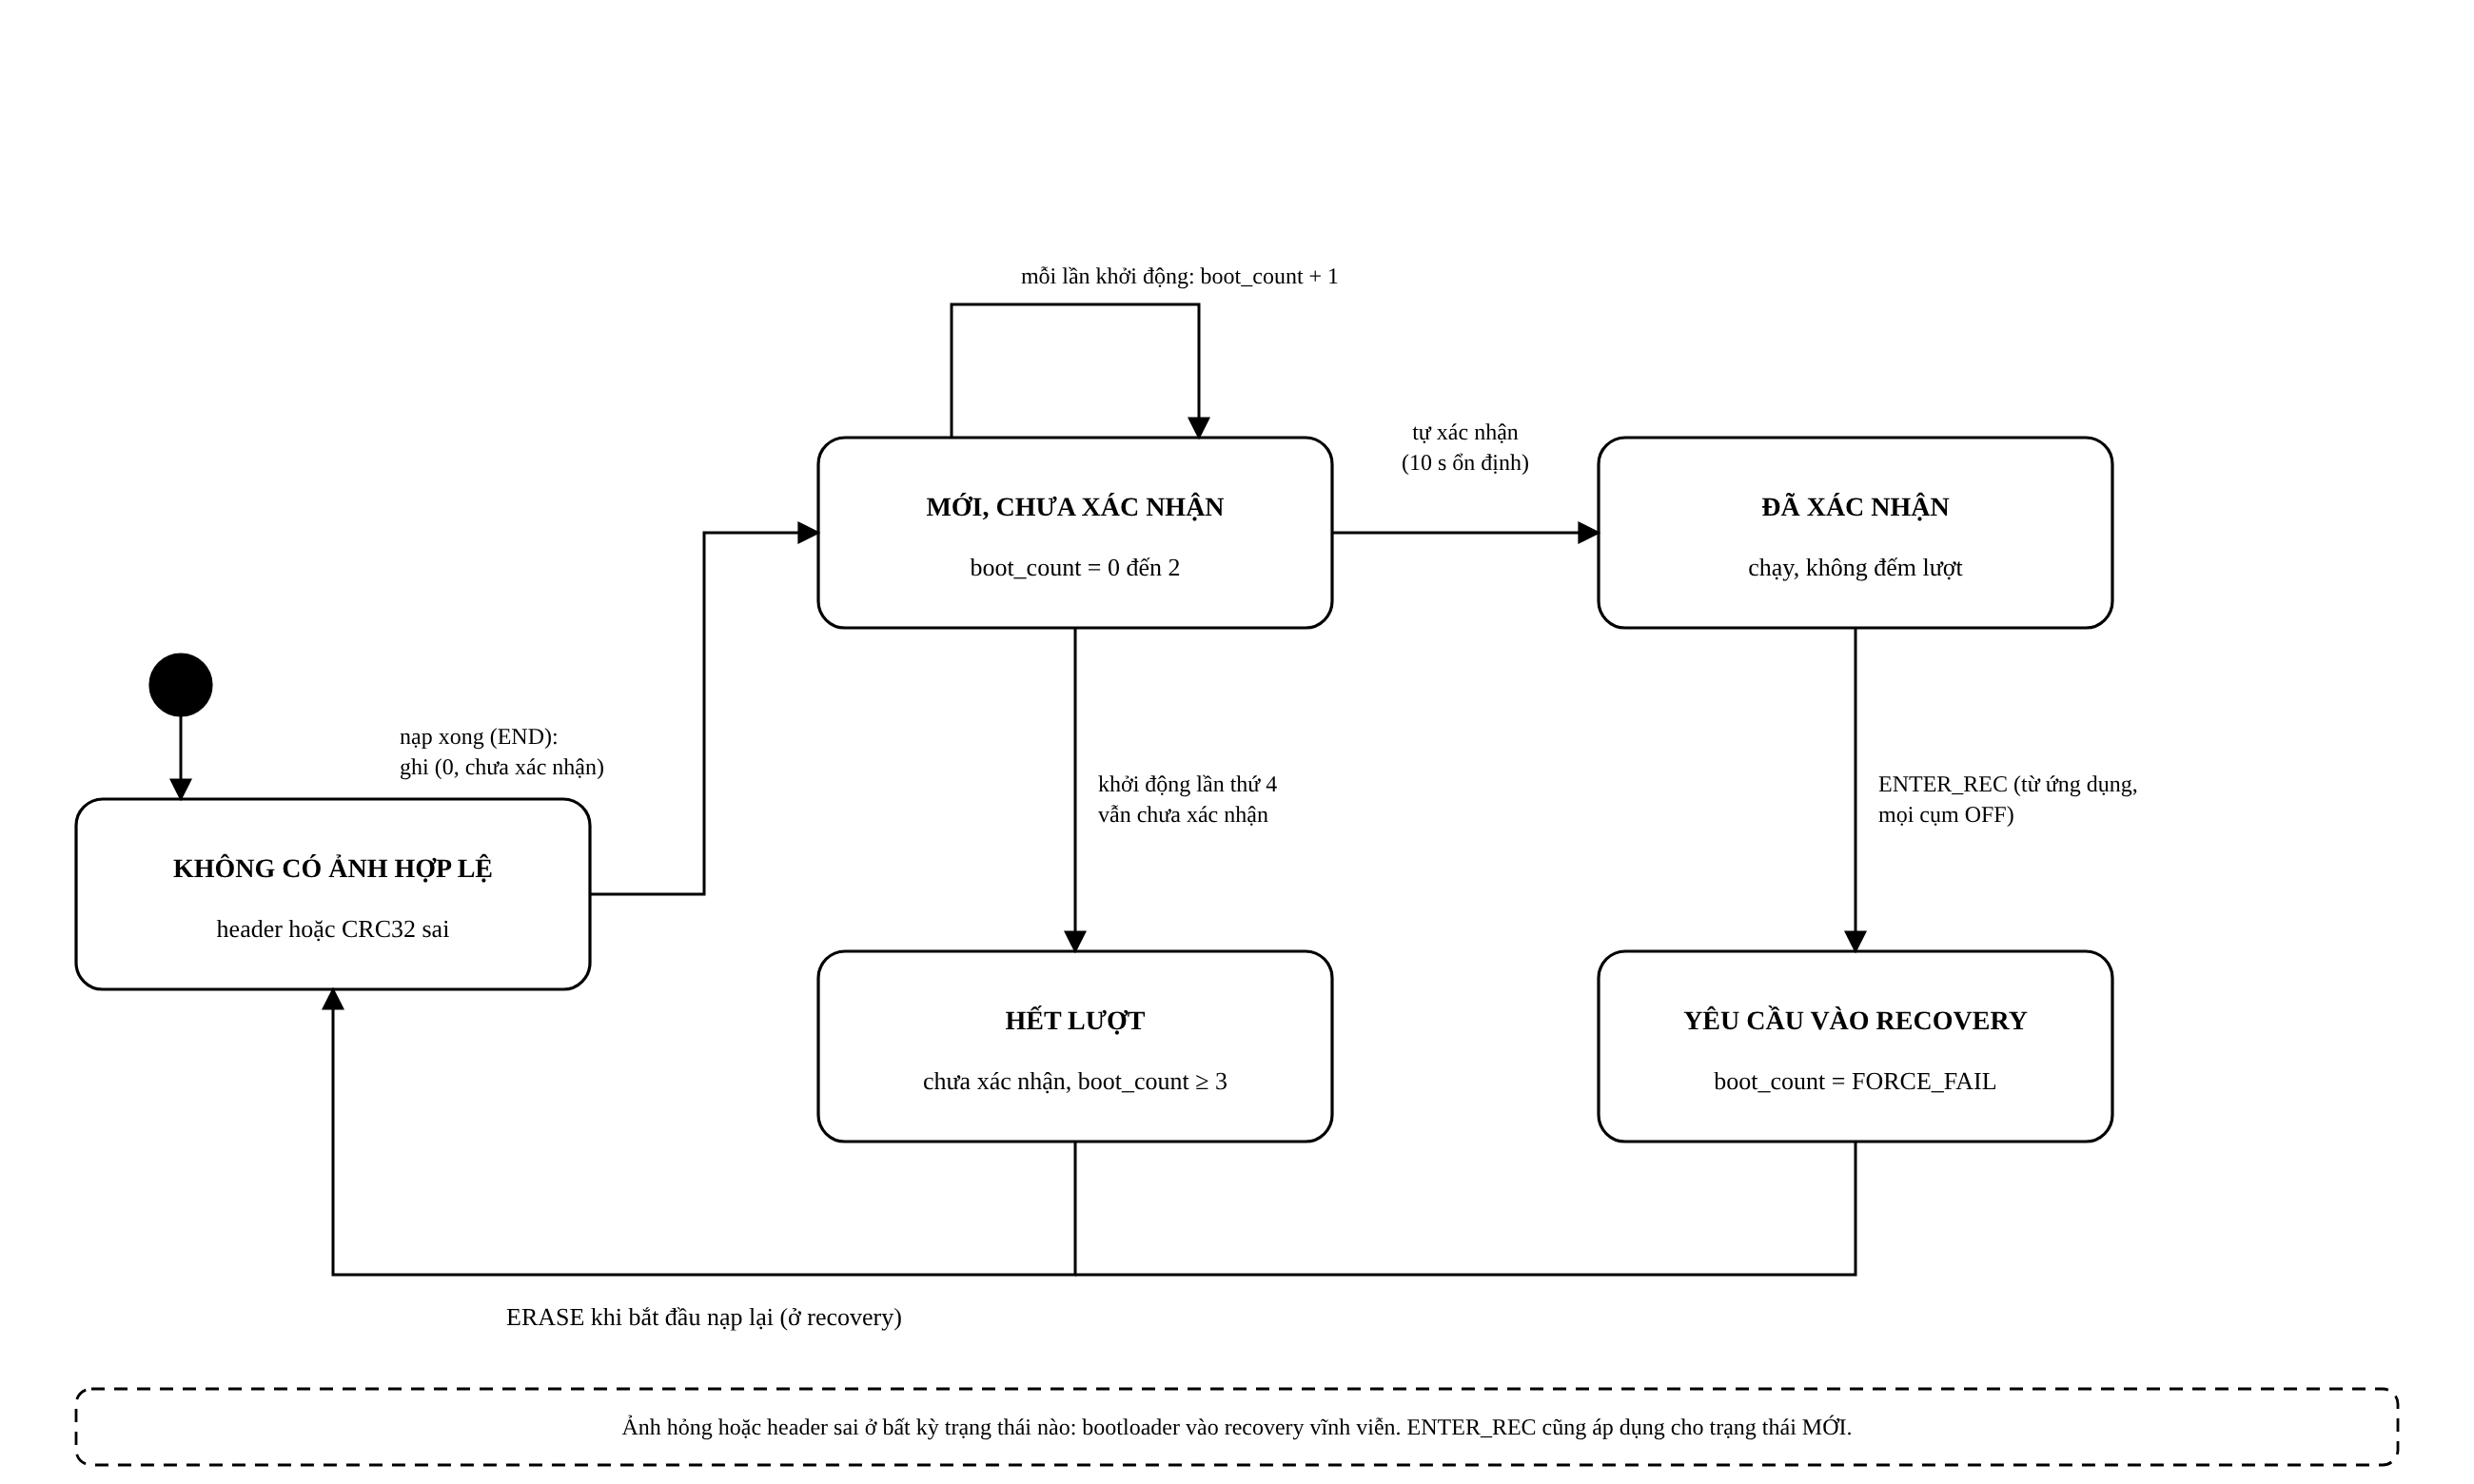 mỗi lần khởi động: boot_count + 1
tự xác nhận
(10 s ổn định)
MỚI, CHƯA XÁC NHẬN
boot_count = 0 đến 2
ĐÃ XÁC NHẬN
chạy, không đếm lượt
nạp xong (END):
ghi (0, chưa xác nhận)
khởi động lần thứ 4
vẫn chưa xác nhận
ENTER_REC (từ ứng dụng,
mọi cụm OFF)
KHÔNG CÓ ẢNH HỢP LỆ
header hoặc CRC32 sai
HẾT LƯỢT
chưa xác nhận, boot_count ≥ 3
YÊU CẦU VÀO RECOVERY
boot_count = FORCE_FAIL
ERASE khi bắt đầu nạp lại (ở recovery)
Ảnh hỏng hoặc header sai ở bất kỳ trạng thái nào: bootloader vào recovery vĩnh viễn. ENTER_REC cũng áp dụng cho trạng thái MỚI.